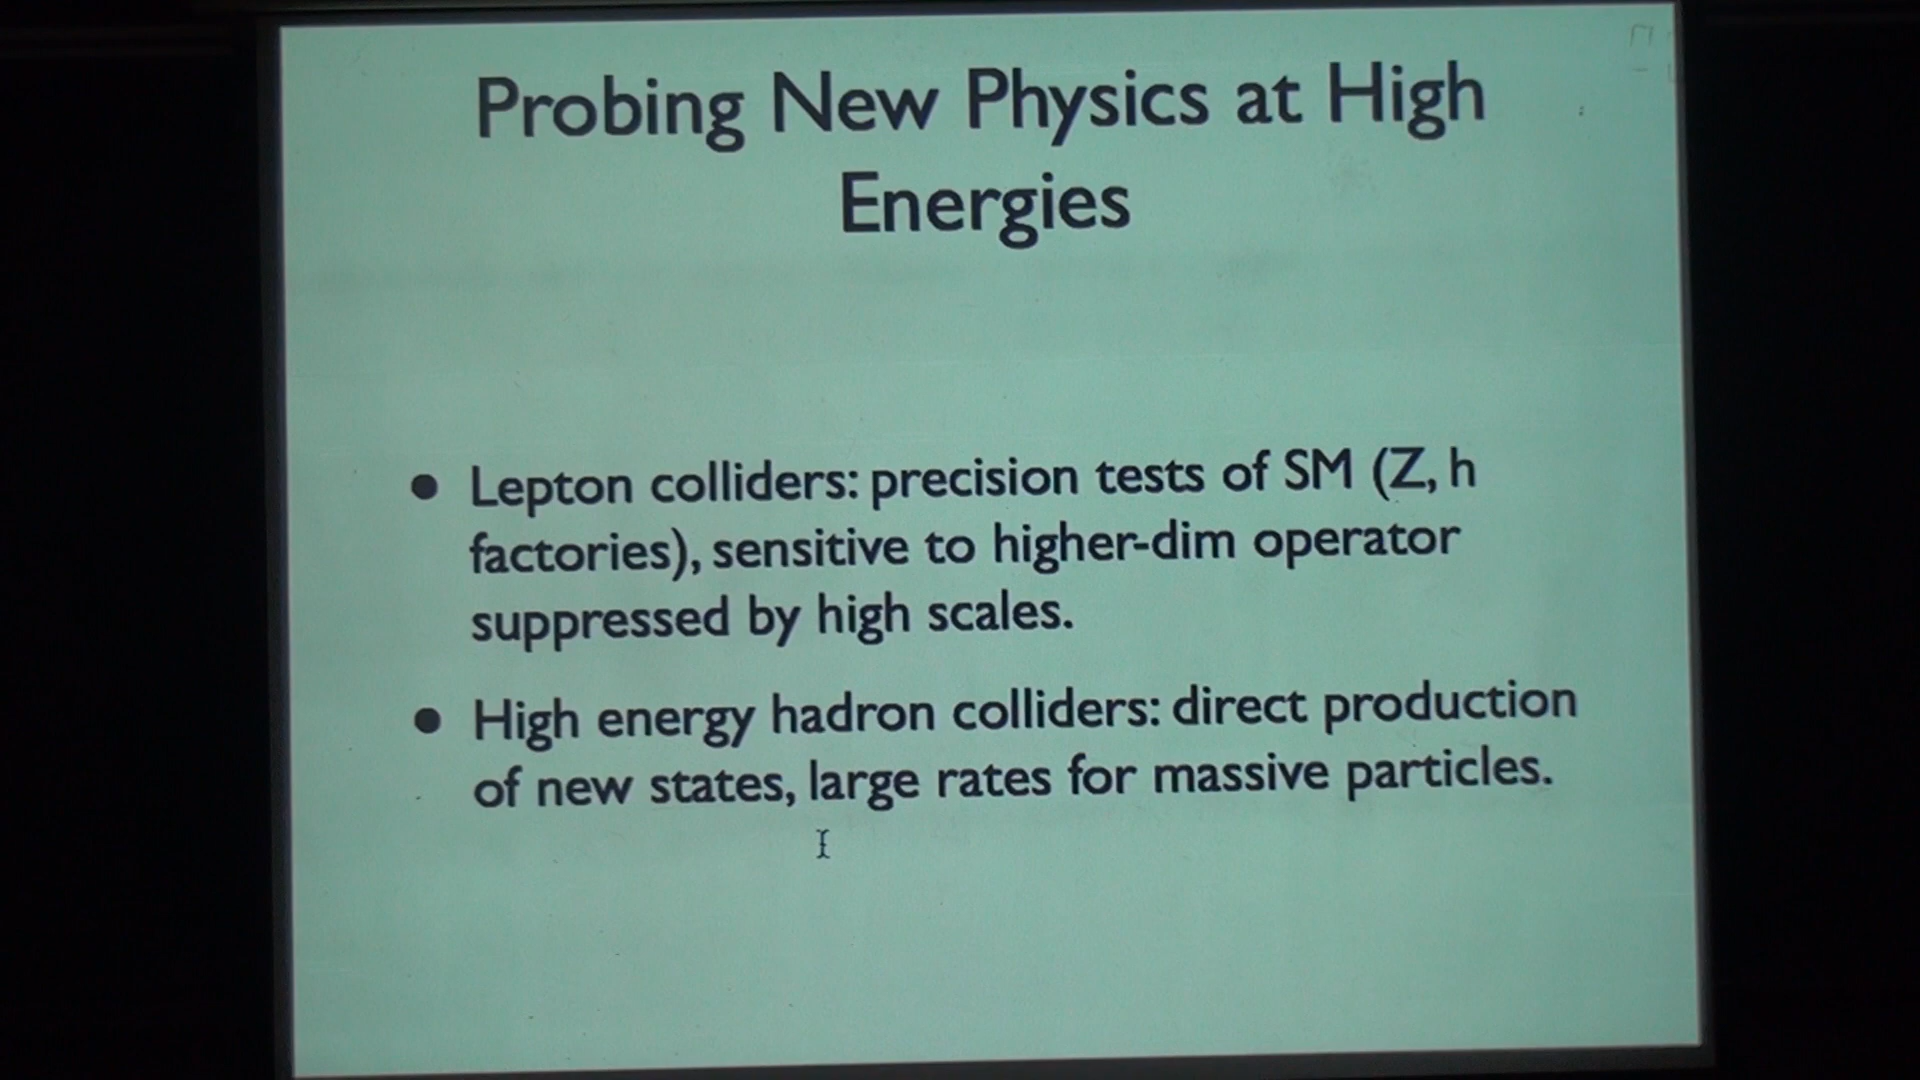 Probing New Physics at High
Energies
• Lepton colliders: precision tests of SM (Z, h
factories), sensitive to higher-dim operator
suppressed by high scales.
• High energy hadron colliders: direct production
of new states, large rates for massive particles.